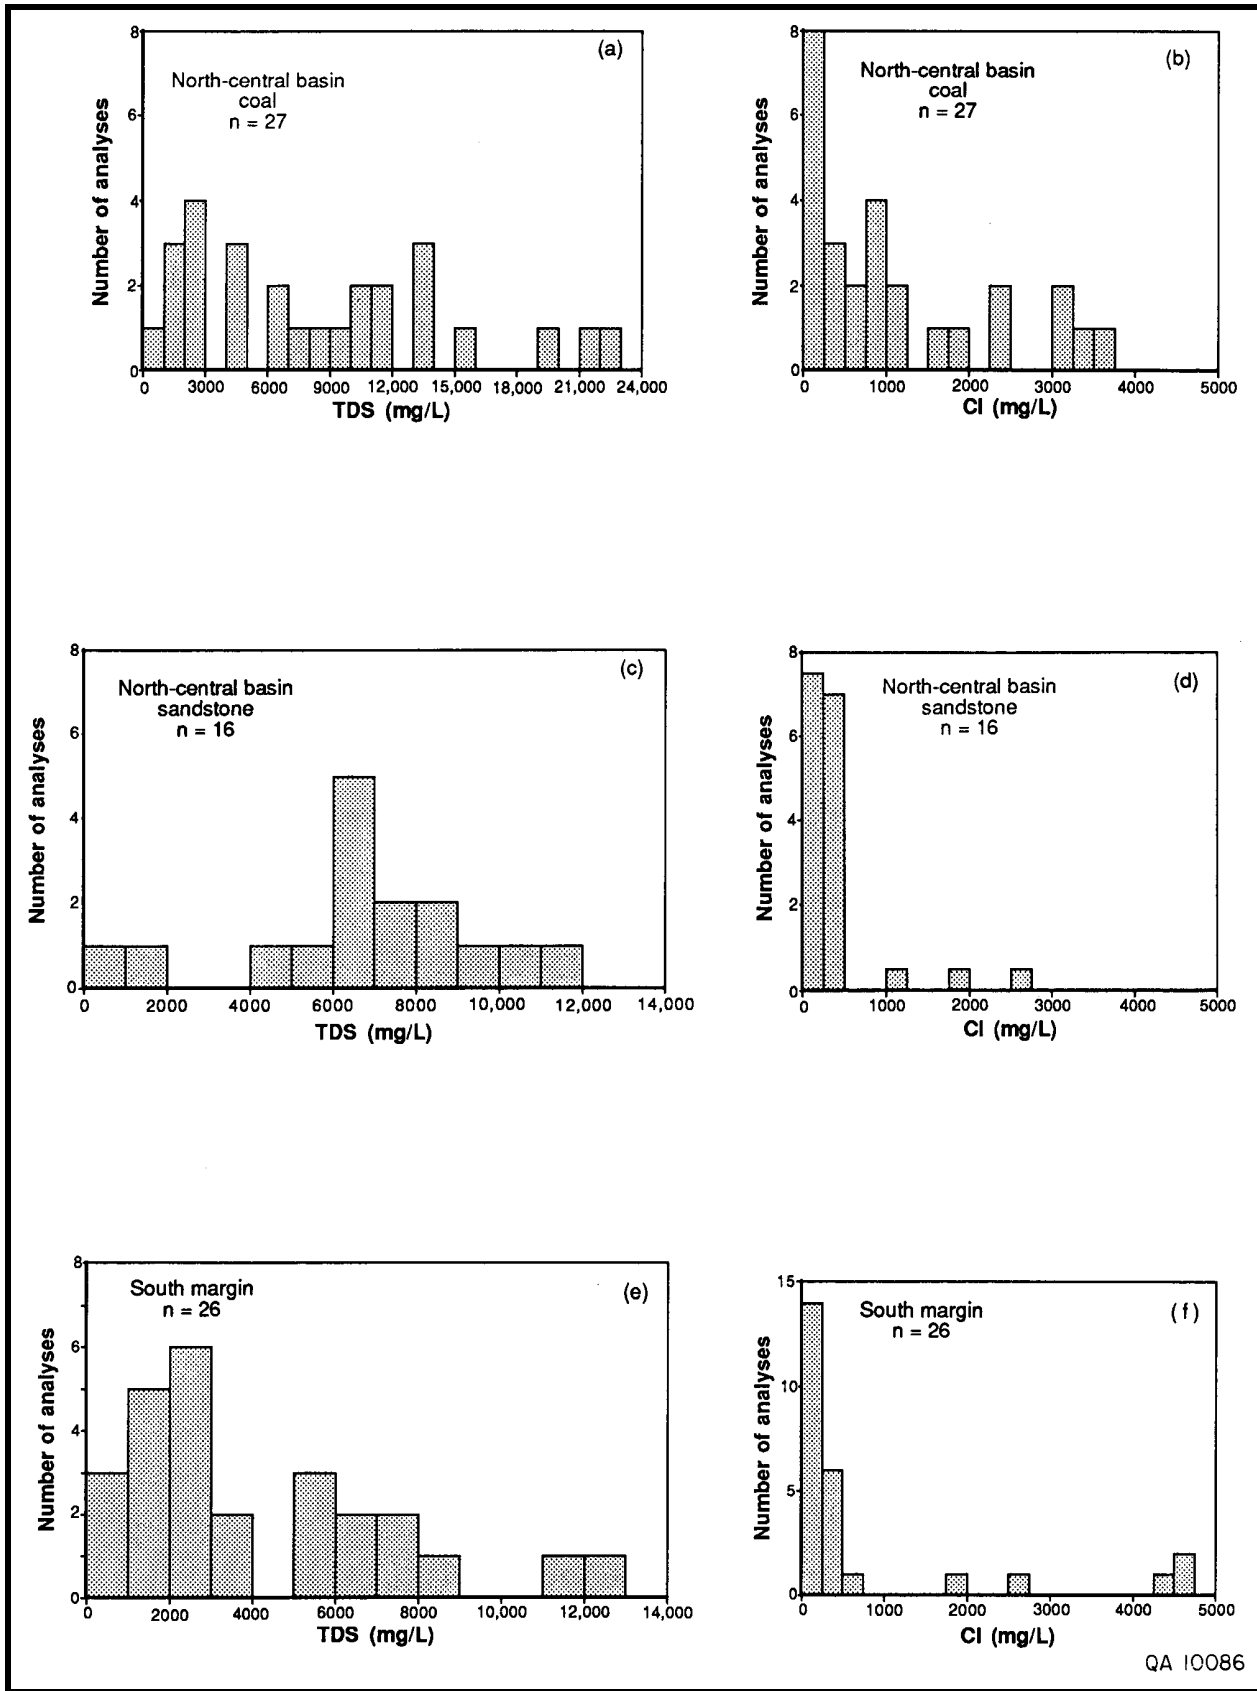 (a)
North-central basin
coal
n = 27
Number of analyses
8
6
4
2
0
0 3000 6000 9000 12,000 15,000 18,000 21,000 24,000
TDS (mg/L)
(b)
North-central basin
coal
n = 27
Number of analyses
8
6
4
2
0
0 1000 2000 3000 4000 5000
Cl (mg/L)
(c)
North-central basin
sandstone
n = 16
Number of analyses
8
6
4
2
0
0 2000 4000 6000 8000 10,000 12,000 14,000
TDS (mg/L)
(d)
North-central basin
sandstone
n = 16
Number of analyses
8
6
4
2
0
0 1000 2000 3000 4000 5000
Cl (mg/L)
(e)
South margin
n = 26
Number of analyses
8
6
4
2
0
0 2000 4000 6000 8000 10,000 12,000 14,000
TDS (mg/L)
(f)
South margin
n = 26
Number of analyses
15
10
5
0
0 1000 2000 3000 4000 5000
Cl (mg/L)
QA 10086